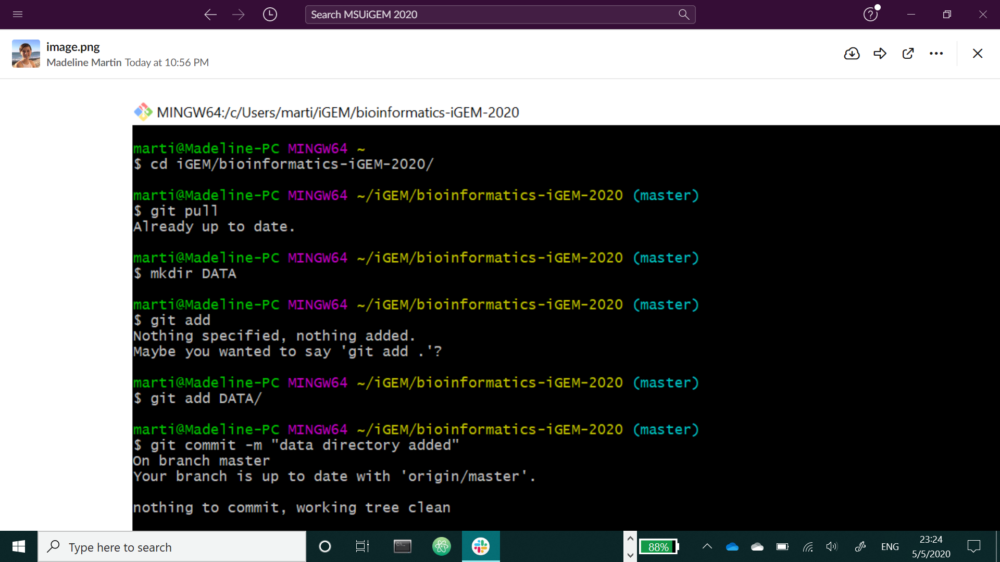 Search MSUiGEM 2020
image.png
Madeline Martin Today at 10:56 PM
MINGW64:/c/Users/marti/iGEM/bioinformatics-iGEM-2020
marti@Madeline-PC MINGW64 ~
$ cd iGEM/bioinformatics-iGEM-2020/
marti@Madeline-PC MINGW64 ~/iGEM/bioinformatics-iGEM-2020 (master)
$ git pull
Already up to date.
marti@Madeline-PC MINGW64 ~/iGEM/bioinformatics-iGEM-2020 (master)
$ mkdir DATA
marti@Madeline-PC MINGW64 ~/iGEM/bioinformatics-iGEM-2020 (master)
$ git add
Nothing specified, nothing added.
Maybe you wanted to say 'git add .'?
marti@Madeline-PC MINGW64 ~/iGEM/bioinformatics-iGEM-2020 (master)
$ git add DATA/
marti@Madeline-PC MINGW64 ~/iGEM/bioinformatics-iGEM-2020 (master)
$ git commit -m "data directory added"
On branch master
Your branch is up to date with 'origin/master'.
nothing to commit, working tree clean
Type here to search
88%
ENG
23:24
5/5/2020